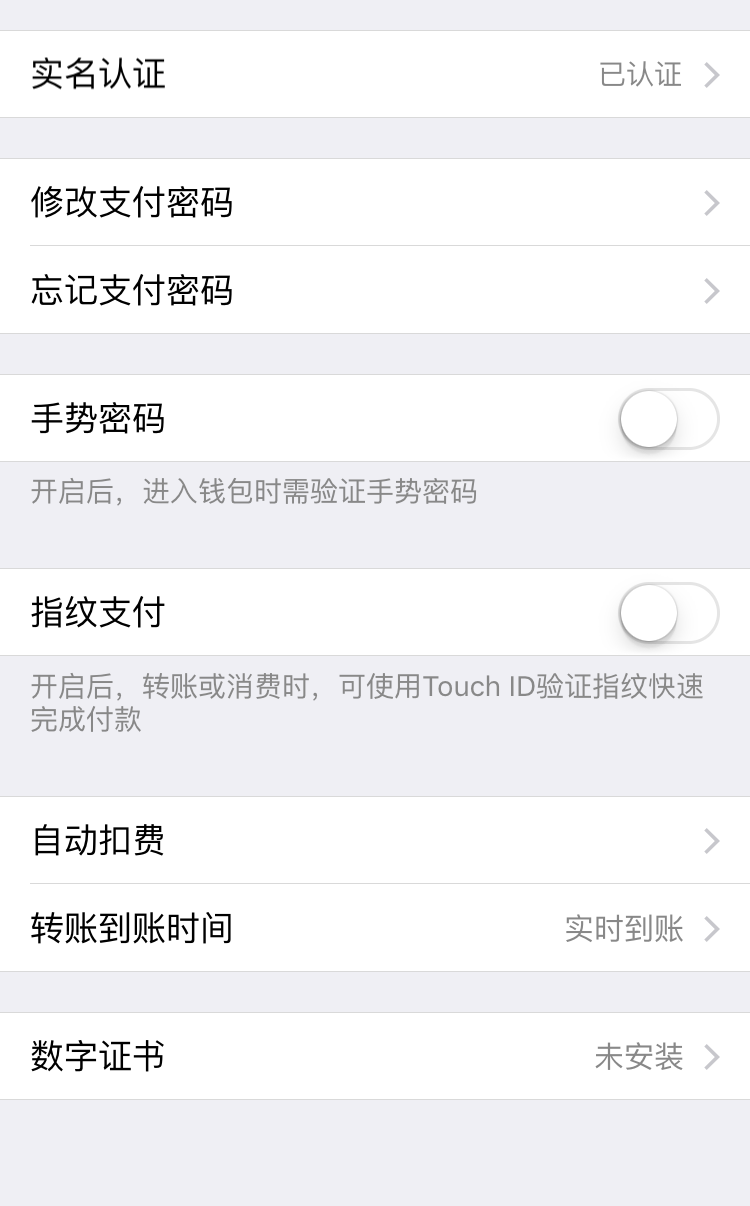 实名认证 已认证
修改支付密码
忘记支付密码
手势密码
开启后，进入钱包时需验证手势密码
指纹支付
开启后，转账或消费时，可使用Touch ID验证指纹快速
完成付款
自动扣费
转账到账时间 实时到账
数字证书 未安装